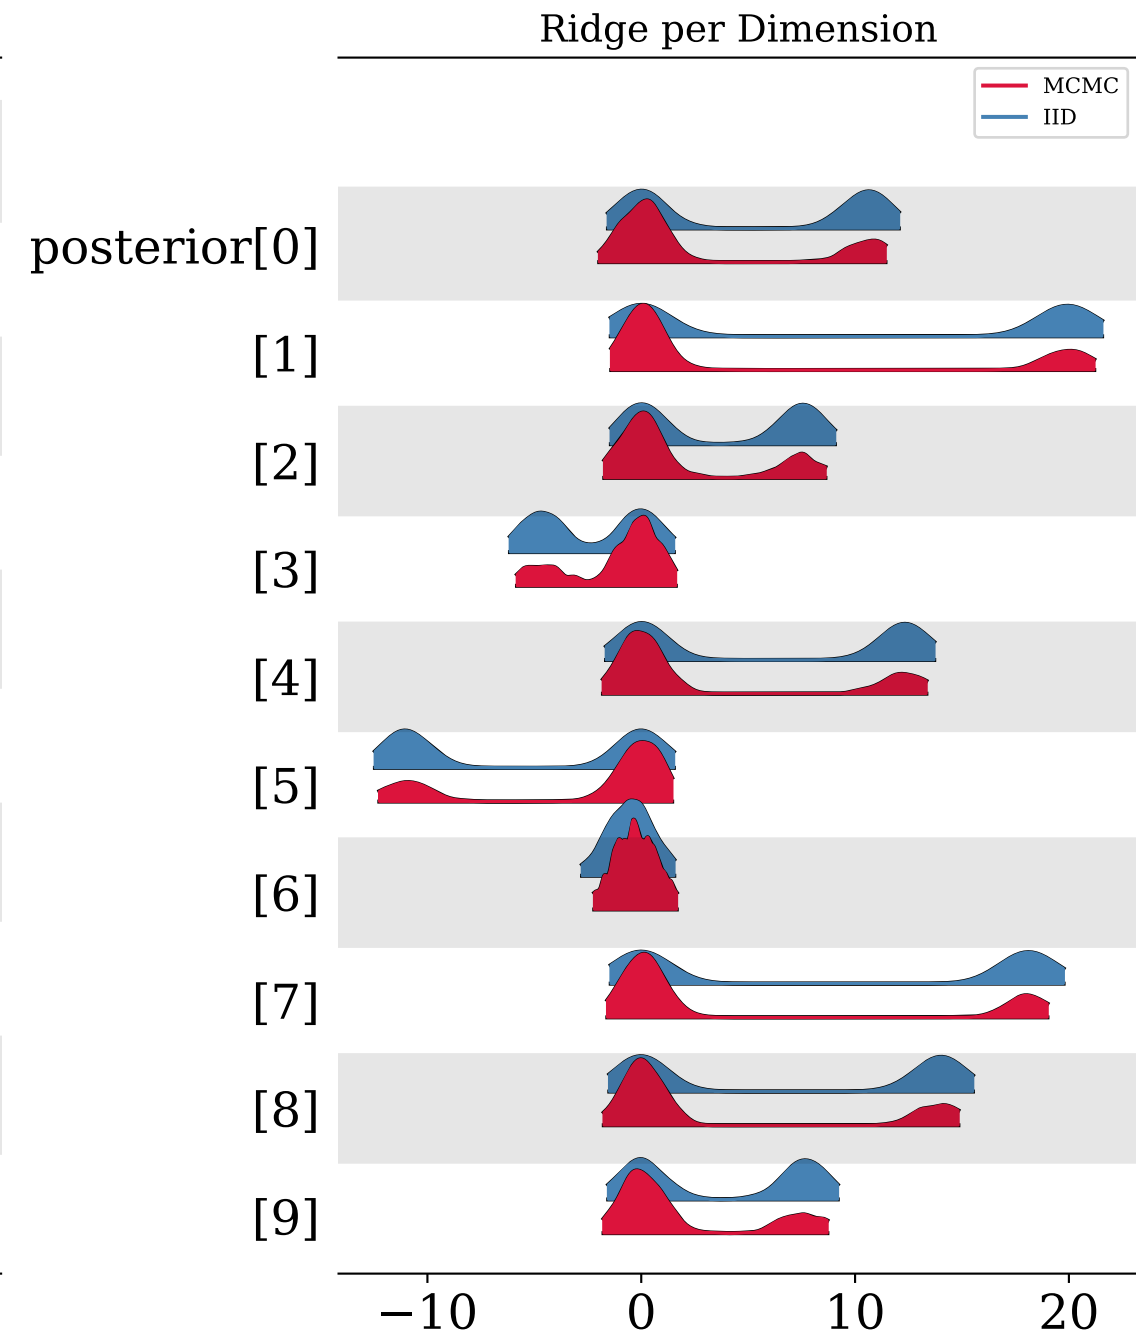 Ridge per Dimension
MCMC
IID
posterior[0]
[1]
[2]
[3]
[4]
[5]
[6]
[7]
[8]
[9]
−10 0 10 20